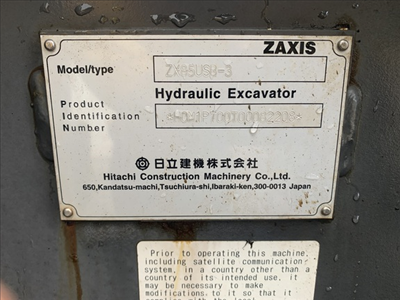 ZAXIS
Model/type ZX85USB-3
Hydraulic Excavator
Product
Identification
Number
日立建機株式会社
Hitachi Construction Machinery Co.,Ltd.
650,Kandatsu-machi,Tsuchiura-shi,Ibaraki-ken,300-0013 Japan
Prior to operating this machine,
including satellite communication
system, in a country other than a
country of its intended use, it
may be necessary to make
modifications to it so that it